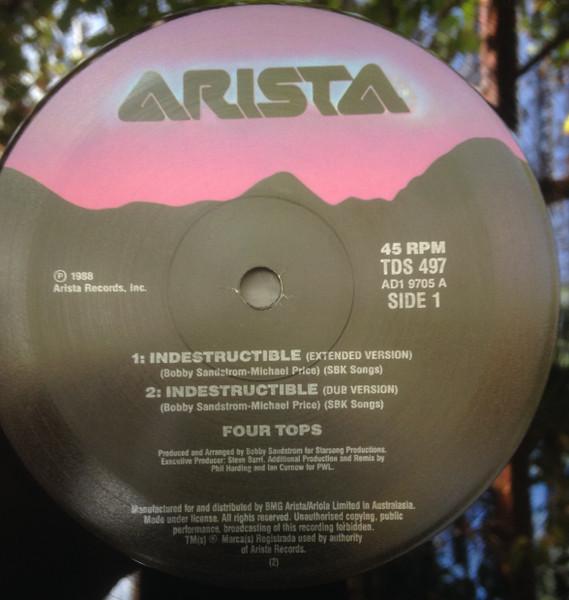 ARISTA
℗ 1988
Arista Records, Inc.
45 RPM
TDS 497
AD1 9705 A
SIDE 1
1: INDESTRUCTIBLE (EXTENDED VERSION)
(Bobby Sandstrom-Michael Price) (SBK Songs)
2: INDESTRUCTIBLE (DUB VERSION)
(Bobby Sandstrom-Michael Price) (SBK Songs)
FOUR TOPS
Produced and Arranged by Bobby Sandstrom for Starsong Productions.
Executive Producer: Steve Barri. Additional Production and Remix by
Phil Harding and Ian Curnow for PWL.
Manufactured for and distributed by BMG Arista/Ariola Limited in Australasia.
Made under license. All rights reserved. Unauthorised copying, public
performance, broadcasting of this recording forbidden.
TM(s) ® Marca(s) Registrada used by authority
of Arista Records.
(2)